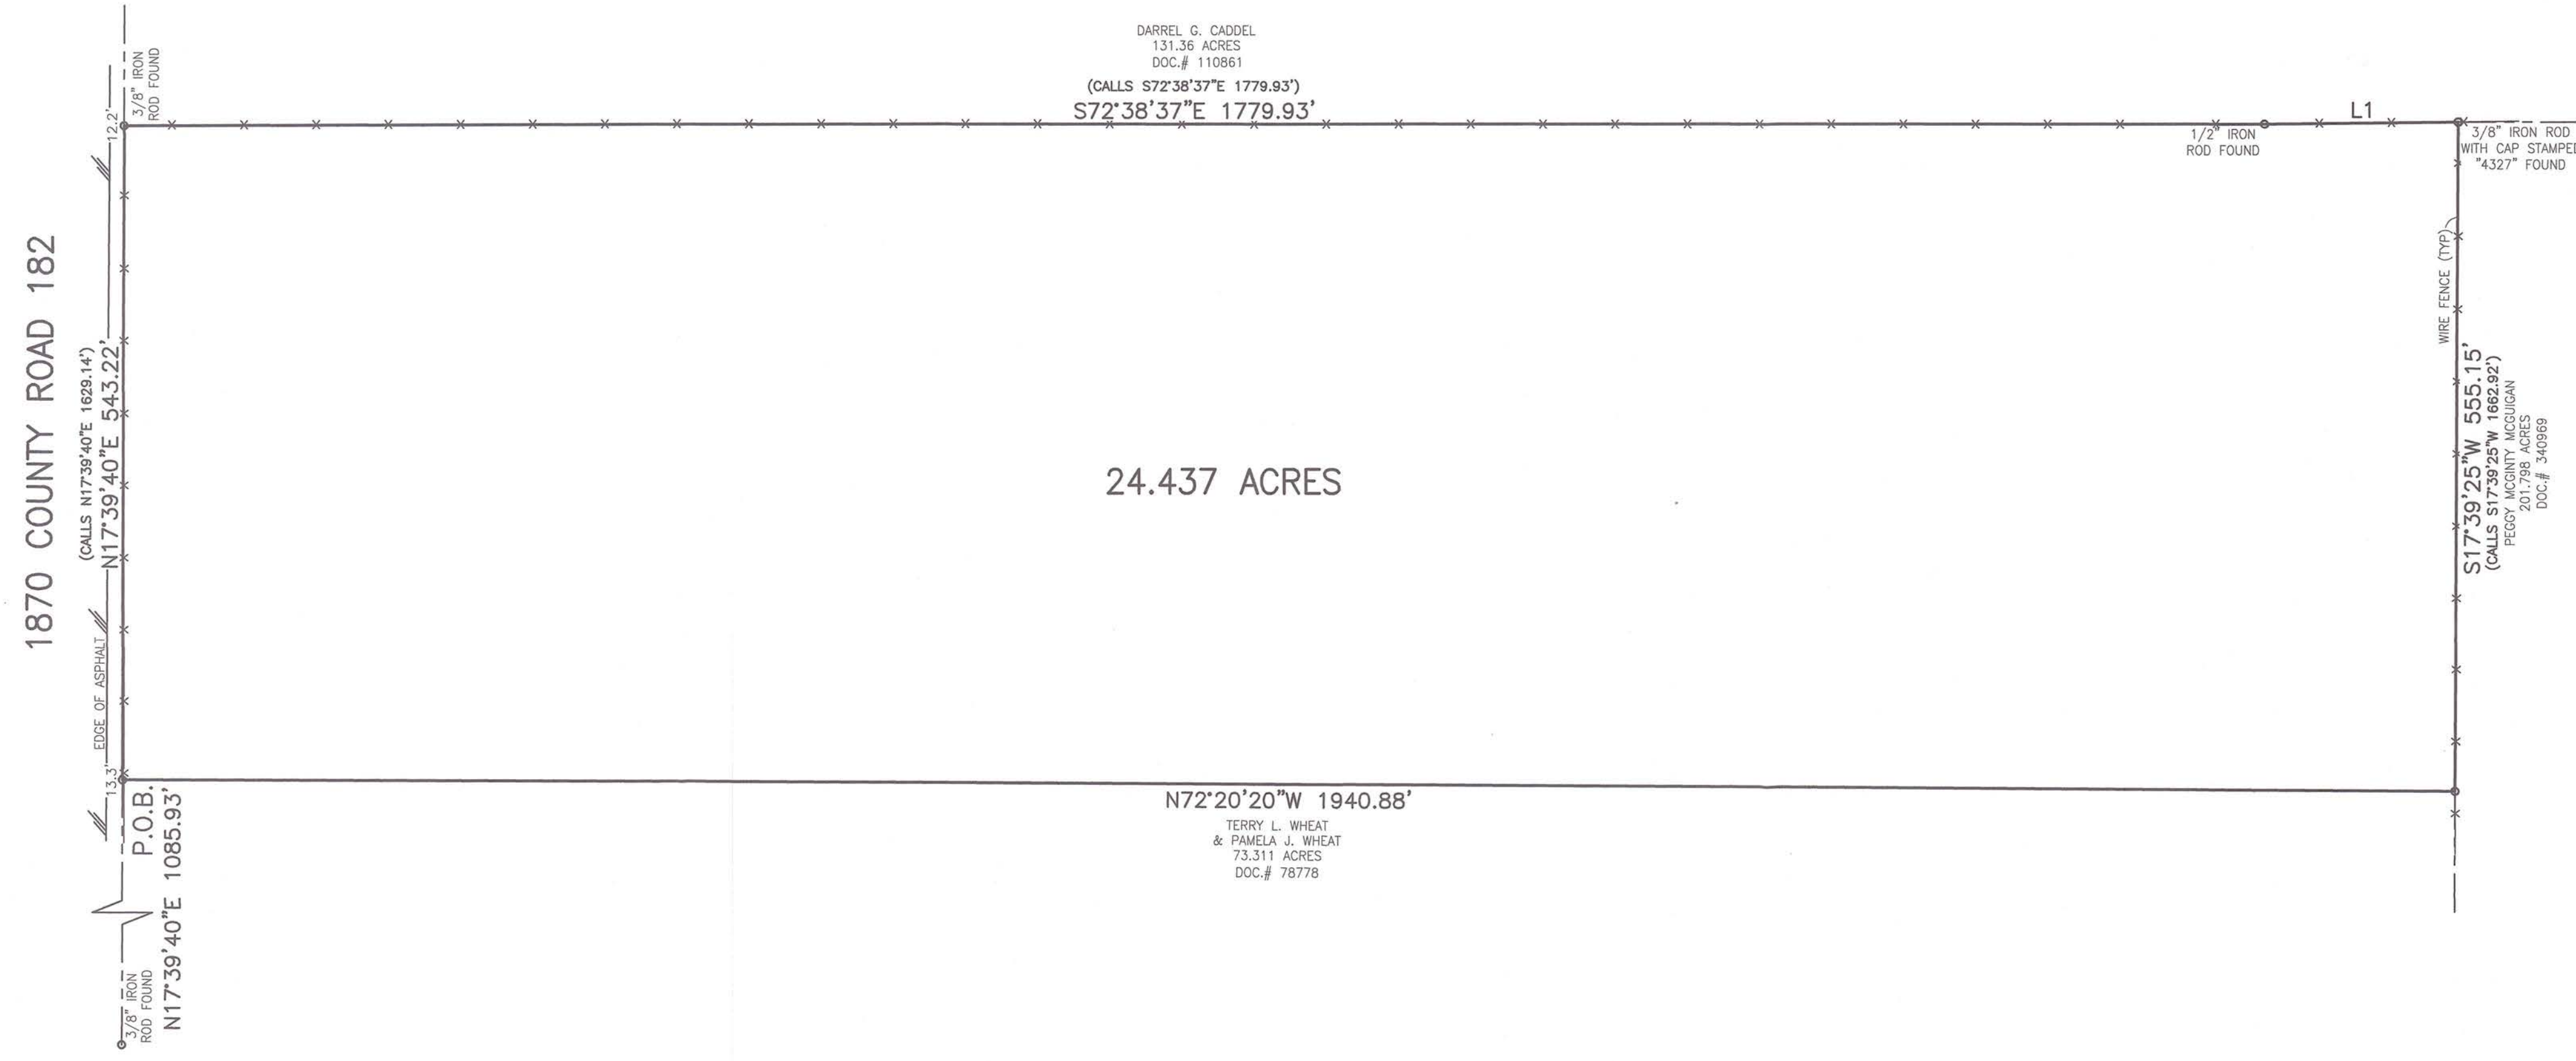 DARREL G. CADDEL
131.36 ACRES
DOC.# 110861
(CALLS S72°38'37"E 1779.93')
S72°38'37"E 1779.93'
L1
3/8" IRON
ROD FOUND
12.2'
1/2" IRON
ROD FOUND
3/8" IRON ROD
WITH CAP STAMPED
"4327" FOUND
1870 COUNTY ROAD 182
(CALLS N17°39'40"E 1629.14')
N17°39'40"E 543.22'
EDGE OF ASPHALT
13.3'
24.437 ACRES
WIRE FENCE (TYP)
S17°39'25"W 555.15'
(CALLS S17°39'25"W 1662.92')
PEGGY MCGINTY MCGUIGAN
201.798 ACRES
DOC.# 340969
P.O.B.
N17°39'40"E 1085.93'
3/8" IRON
ROD FOUND
N72°20'20"W 1940.88'
TERRY L. WHEAT
& PAMELA J. WHEAT
73.311 ACRES
DOC.# 78778